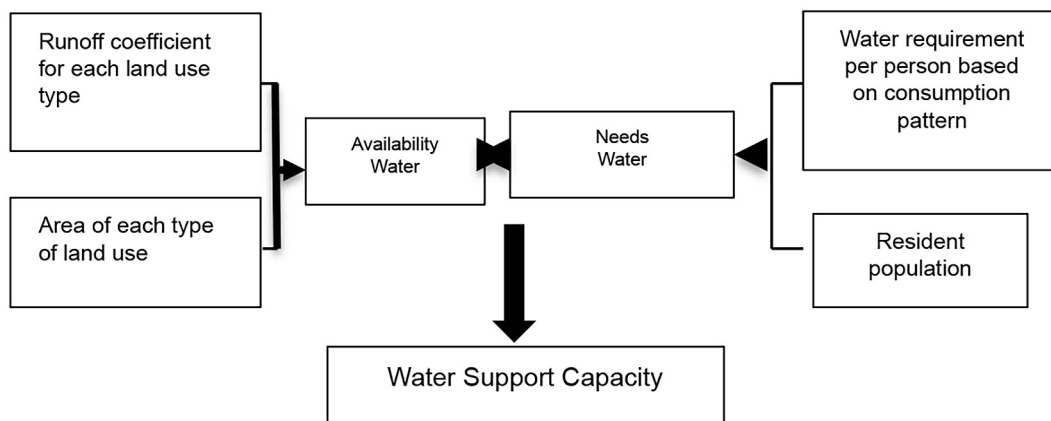 Runoff coefficient
for each land use
type
Area of each type
of land use
Availability
Water
Needs
Water
Water requirement
per person based
on consumption
pattern
Resident
population
Water Support Capacity